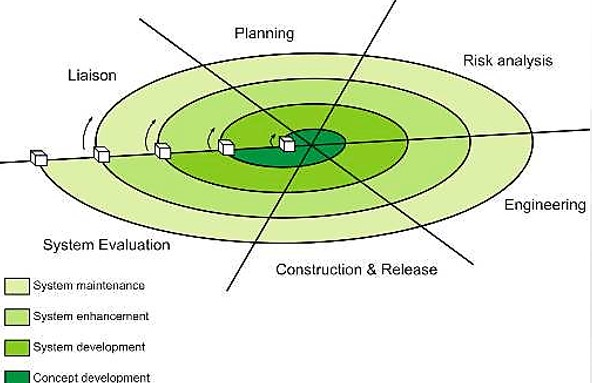 Planning
Risk analysis
Liaison
Engineering
System Evaluation
Construction & Release
System maintenance
System enhancement
System development
Concept development